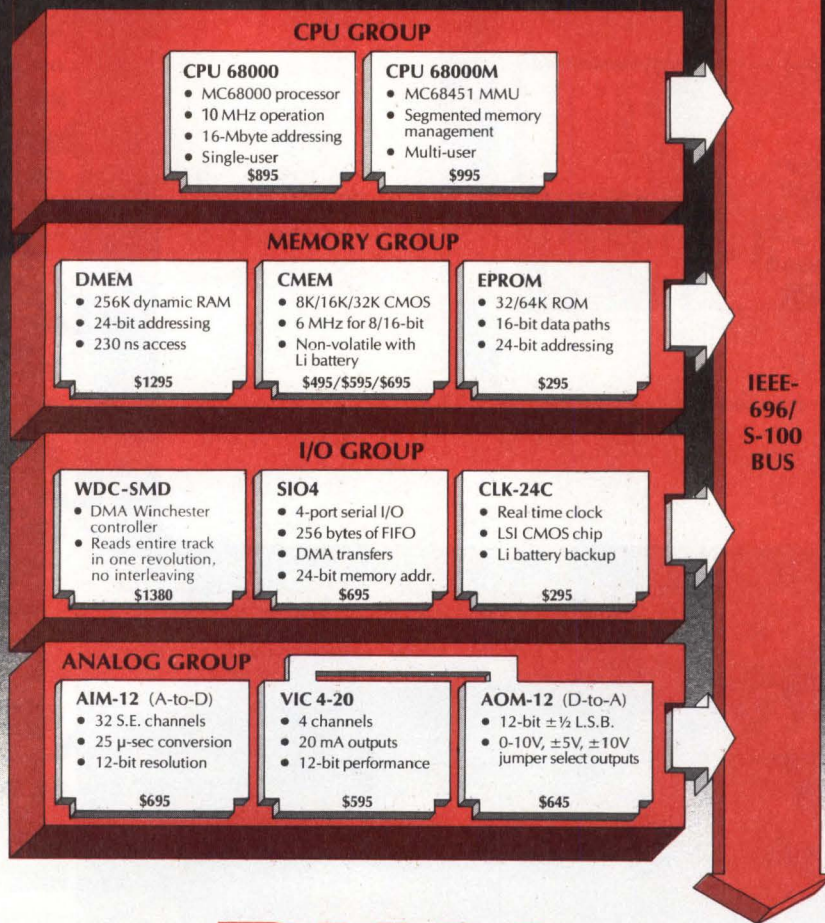 CPU GROUP
CPU 68000
• MC68000 processor
• 10 MHz operation
• 16-Mbyte addressing
• Single-user
$895
CPU 68000M
• MC68451 MMU
• Segmented memory
management
• Multi-user
$995
MEMORY GROUP
DMEM
• 256K dynamic RAM
• 24-bit addressing
• 230 ns access
$1295
CMEM
• 8K/16K/32K CMOS
• 6 MHz for 8/16-bit
• Non-volatile with
Li battery
$495/$595/$695
EPROM
• 32/64K ROM
• 16-bit data paths
• 24-bit addressing
$295
I/O GROUP
WDC-SMD
• DMA Winchester
controller
• Reads entire track
in one revolution,
no interleaving
$1380
SIO4
• 4-port serial I/O
• 256 bytes of FIFO
• DMA transfers
• 24-bit memory addr.
$695
CLK-24C
• Real time clock
• LSI CMOS chip
• Li battery backup
$295
ANALOG GROUP
AIM-12 (A-to-D)
• 32 S.E. channels
• 25 μ-sec conversion
• 12-bit resolution
$695
VIC 4-20
• 4 channels
• 20 mA outputs
• 12-bit performance
$595
AOM-12 (D-to-A)
• 12-bit ±½ L.S.B.
• 0-10V, ±5V, ±10V
jumper select outputs
$645
IEEE-
696/
S-100
BUS